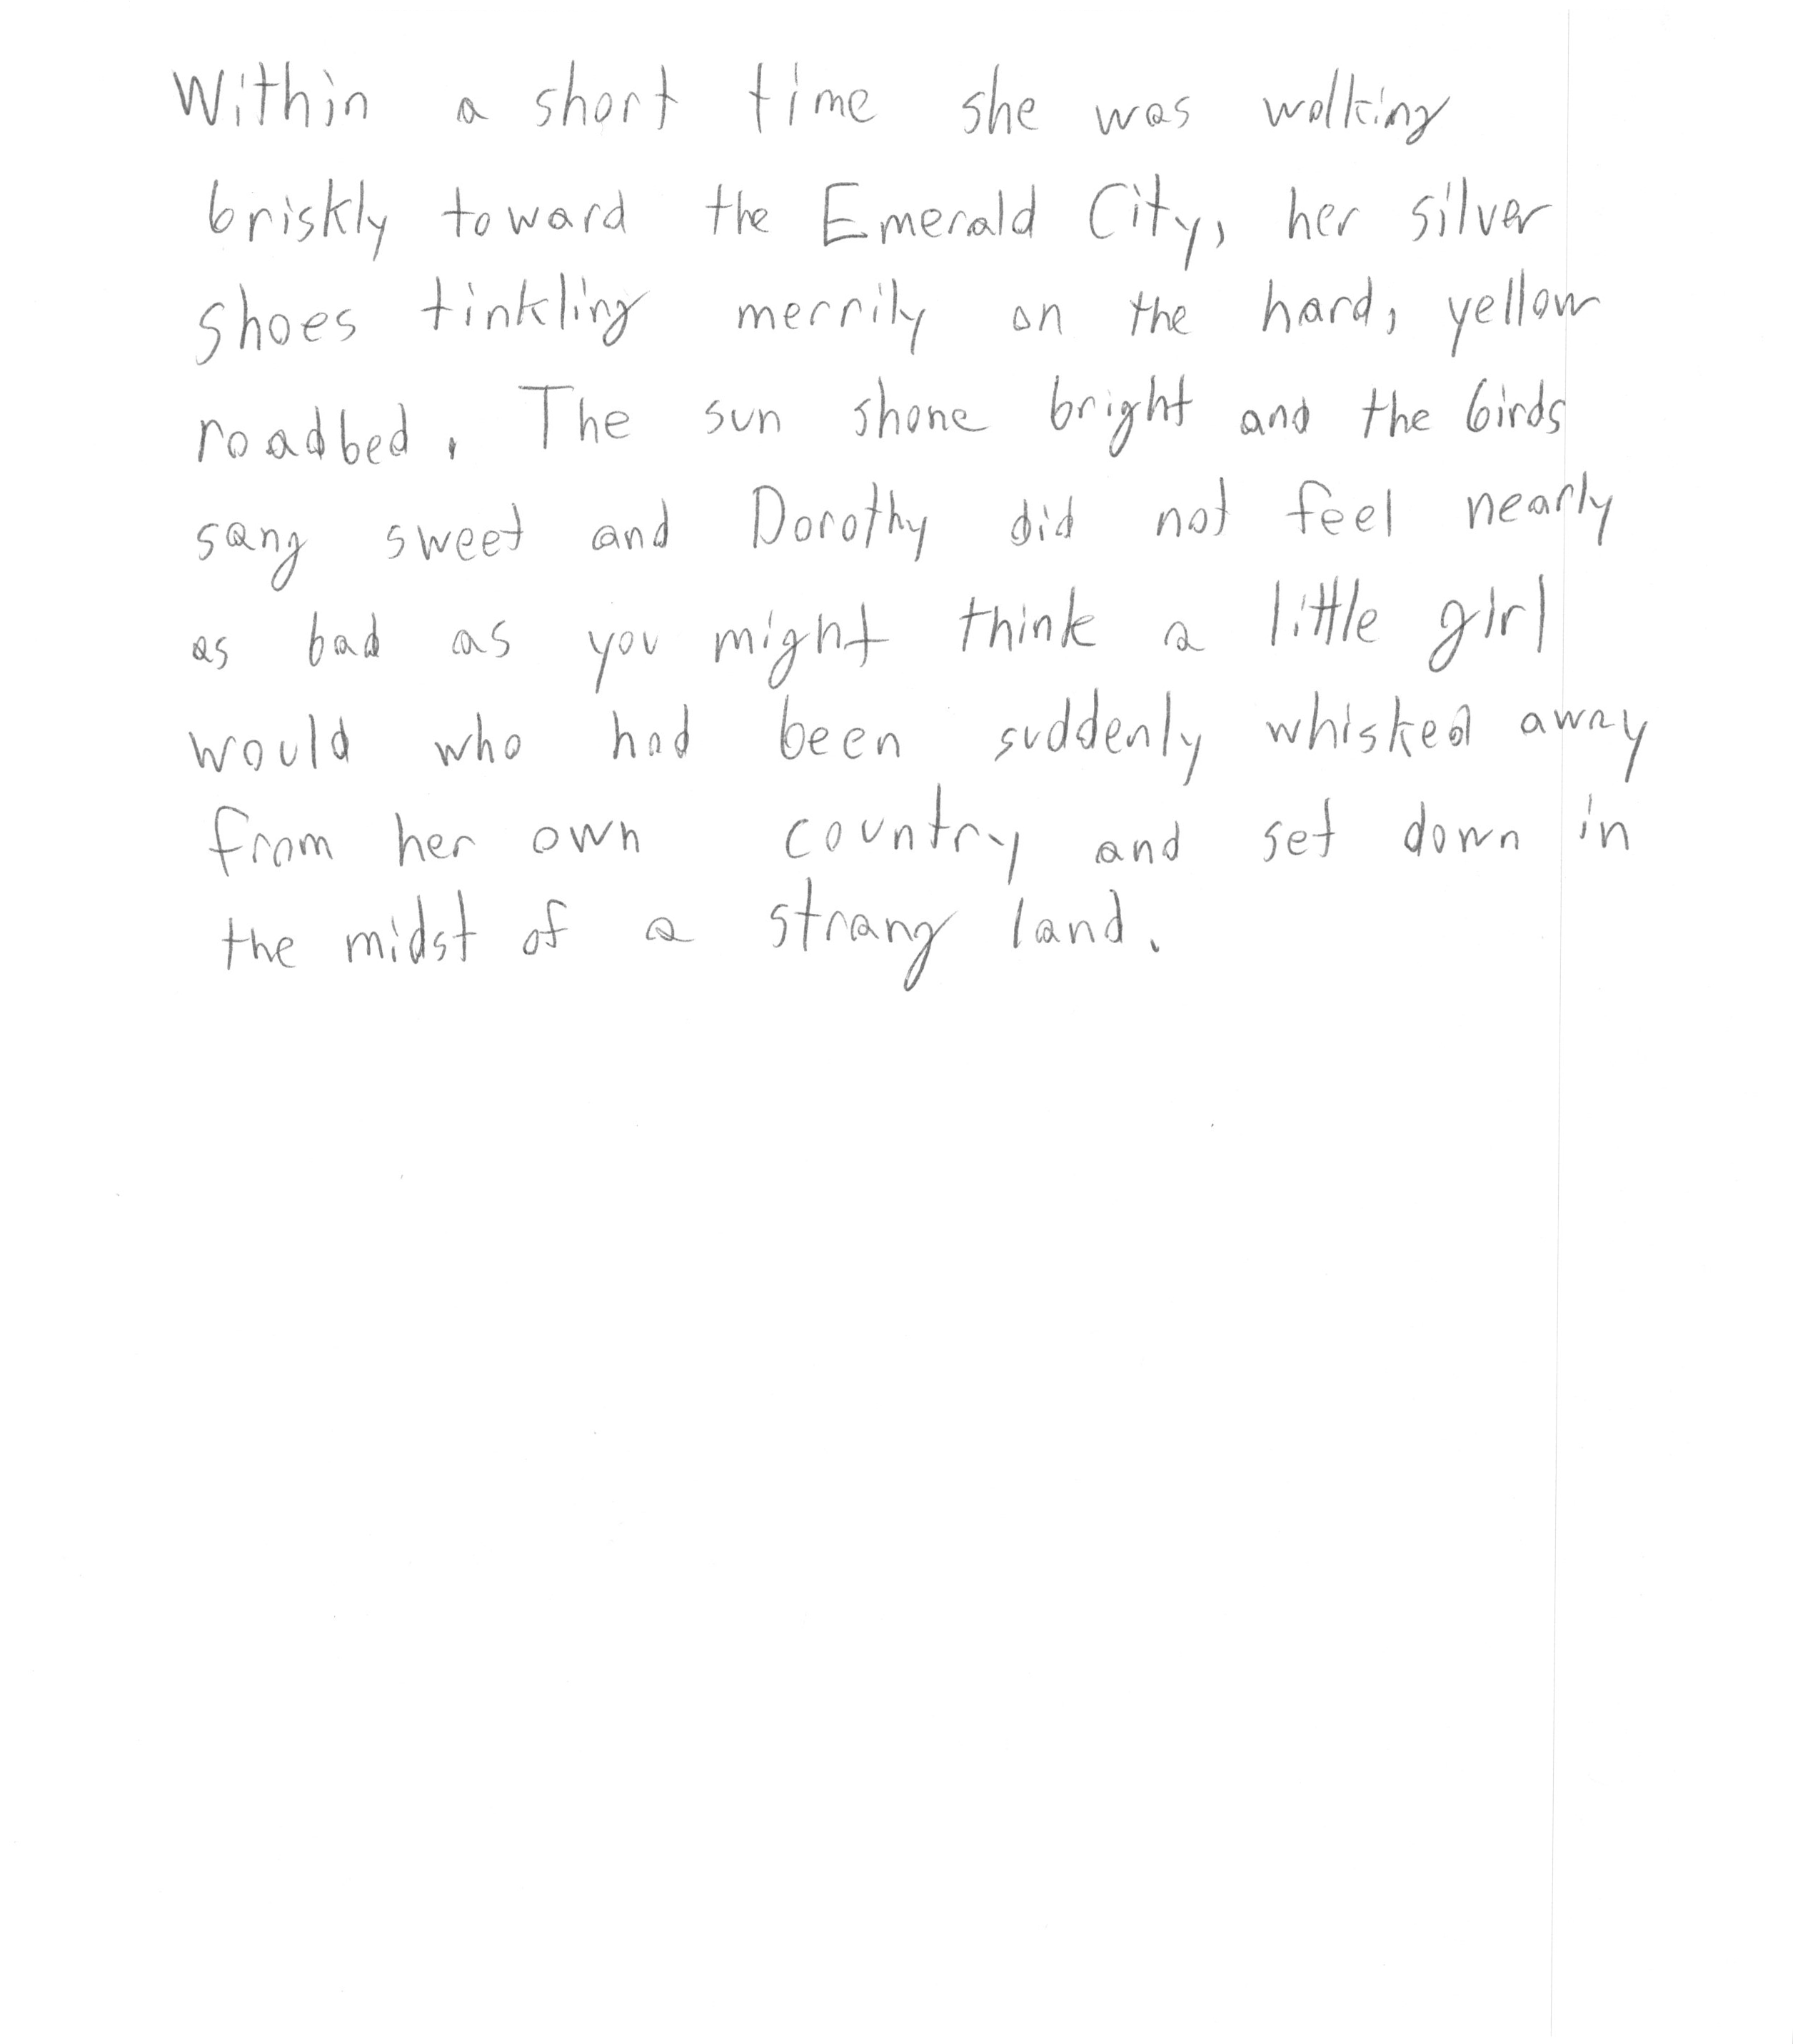 Within a short time she was walking
briskly toward the Emerald City, her silver
shoes tinkling merrily on the hard, yellow
roadbed. The sun shone bright and the birds
sang sweet and Dorothy did not feel nearly
as bad as you might think a little girl
would who had been suddenly whisked away
from her own country and set down in
the midst of a strang land.